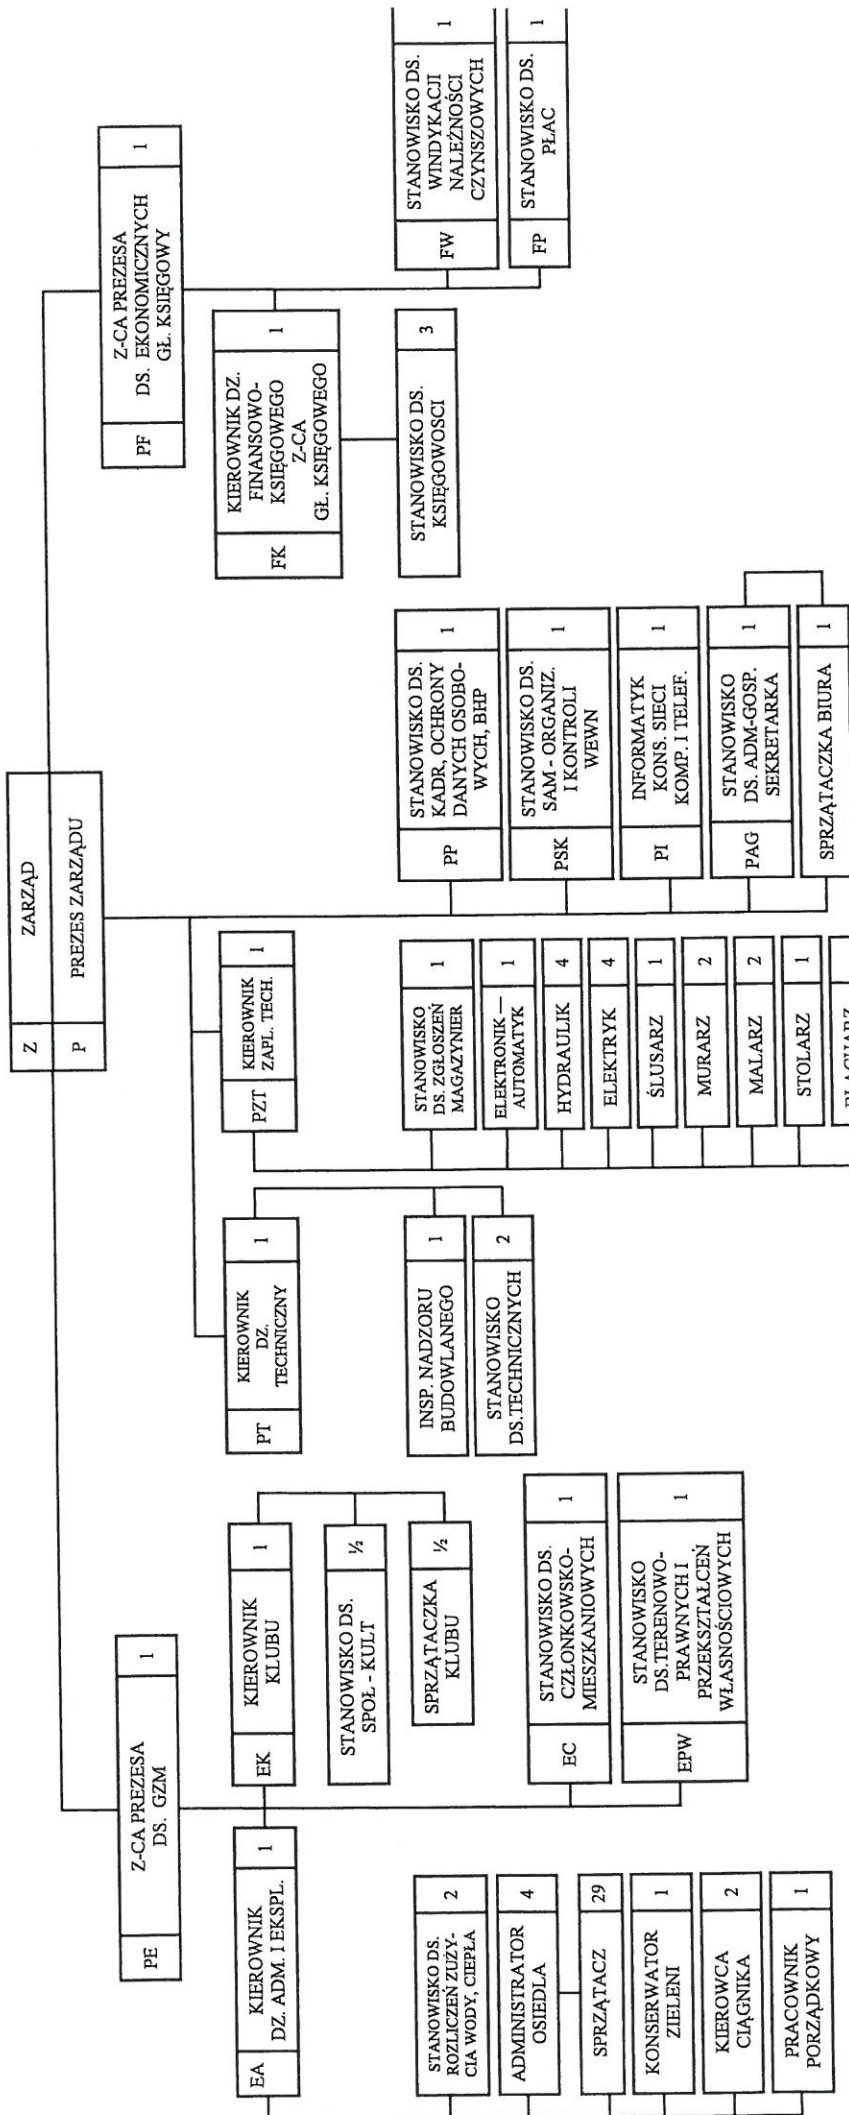 Z ZARZĄD
P PREZES ZARZĄDU
PE Z-CA PREZESA
DS. GZM 1
PF Z-CA PREZESA
DS. EKONOMICZNYCH
GŁ. KSIĘGOWY 1
EA KIEROWNIK
DZ. ADM. I EKSPL. 1
EK KIEROWNIK
KLUBU 1
STANOWISKO DS.
SPOŁ - KULT ½
SPRZĄTACZKA
KLUBU ½
EC STANOWISKO DS.
CZŁONKOWSKO-
MIESZKANIOWYCH 1
EPW STANOWISKO
DS.TERENOWO-
PRAWNYCH I
PRZEKSZTAŁCEŃ
WŁASNOŚCIOWYCH 1
STANOWISKO DS.
ROZLICZEŃ ZUŻY-
CIA WODY, CIEPŁA 2
ADMINISTRATOR
OSIEDLA 4
SPRZĄTACZ 29
KONSERWATOR
ZIELENI 1
KIEROWCA
CIĄGNIKA 2
PRACOWNIK
PORZĄDKOWY 1
PT KIEROWNIK
DZ.
TECHNICZNY 1
INSP. NADZORU
BUDOWLANEGO 1
STANOWISKO
DS.TECHNICZNYCH 2
PZT KIEROWNIK
ZAPL. TECH. 1
STANOWISKO
DS. ZGŁOSZEŃ
MAGAZYNIER 1
ELEKTRONIK —
AUTOMATYK 1
HYDRAULIK 4
ELEKTRYK 4
ŚLUSARZ 1
MURARZ 2
MALARZ 2
STOLARZ 1
PP STANOWISKO DS.
KADR, OCHRONY
DANYCH OSOBO-
WYCH, BHP 1
PSK STANOWISKO DS.
SAM - ORGANIZ.
I KONTROLI
WEWN 1
PI INFORMATYK
KONS. SIECI
KOMP. I TELEF. 1
PAG STANOWISKO
DS. ADM-GOSP.
SEKRETARKA 1
SPRZĄTACZKA BIURA 1
FK KIEROWNIK DZ.
FINANSOWO-
KSIĘGOWEGO
Z-CA
GŁ. KSIĘGOWEGO 1
STANOWISKO DS.
KSIĘGOWOSCI 3
FW STANOWISKO DS.
WINDYKACJI
NALEŻNOŚCI
CZYNSZOWYCH 1
FP STANOWISKO DS.
PŁAC 1